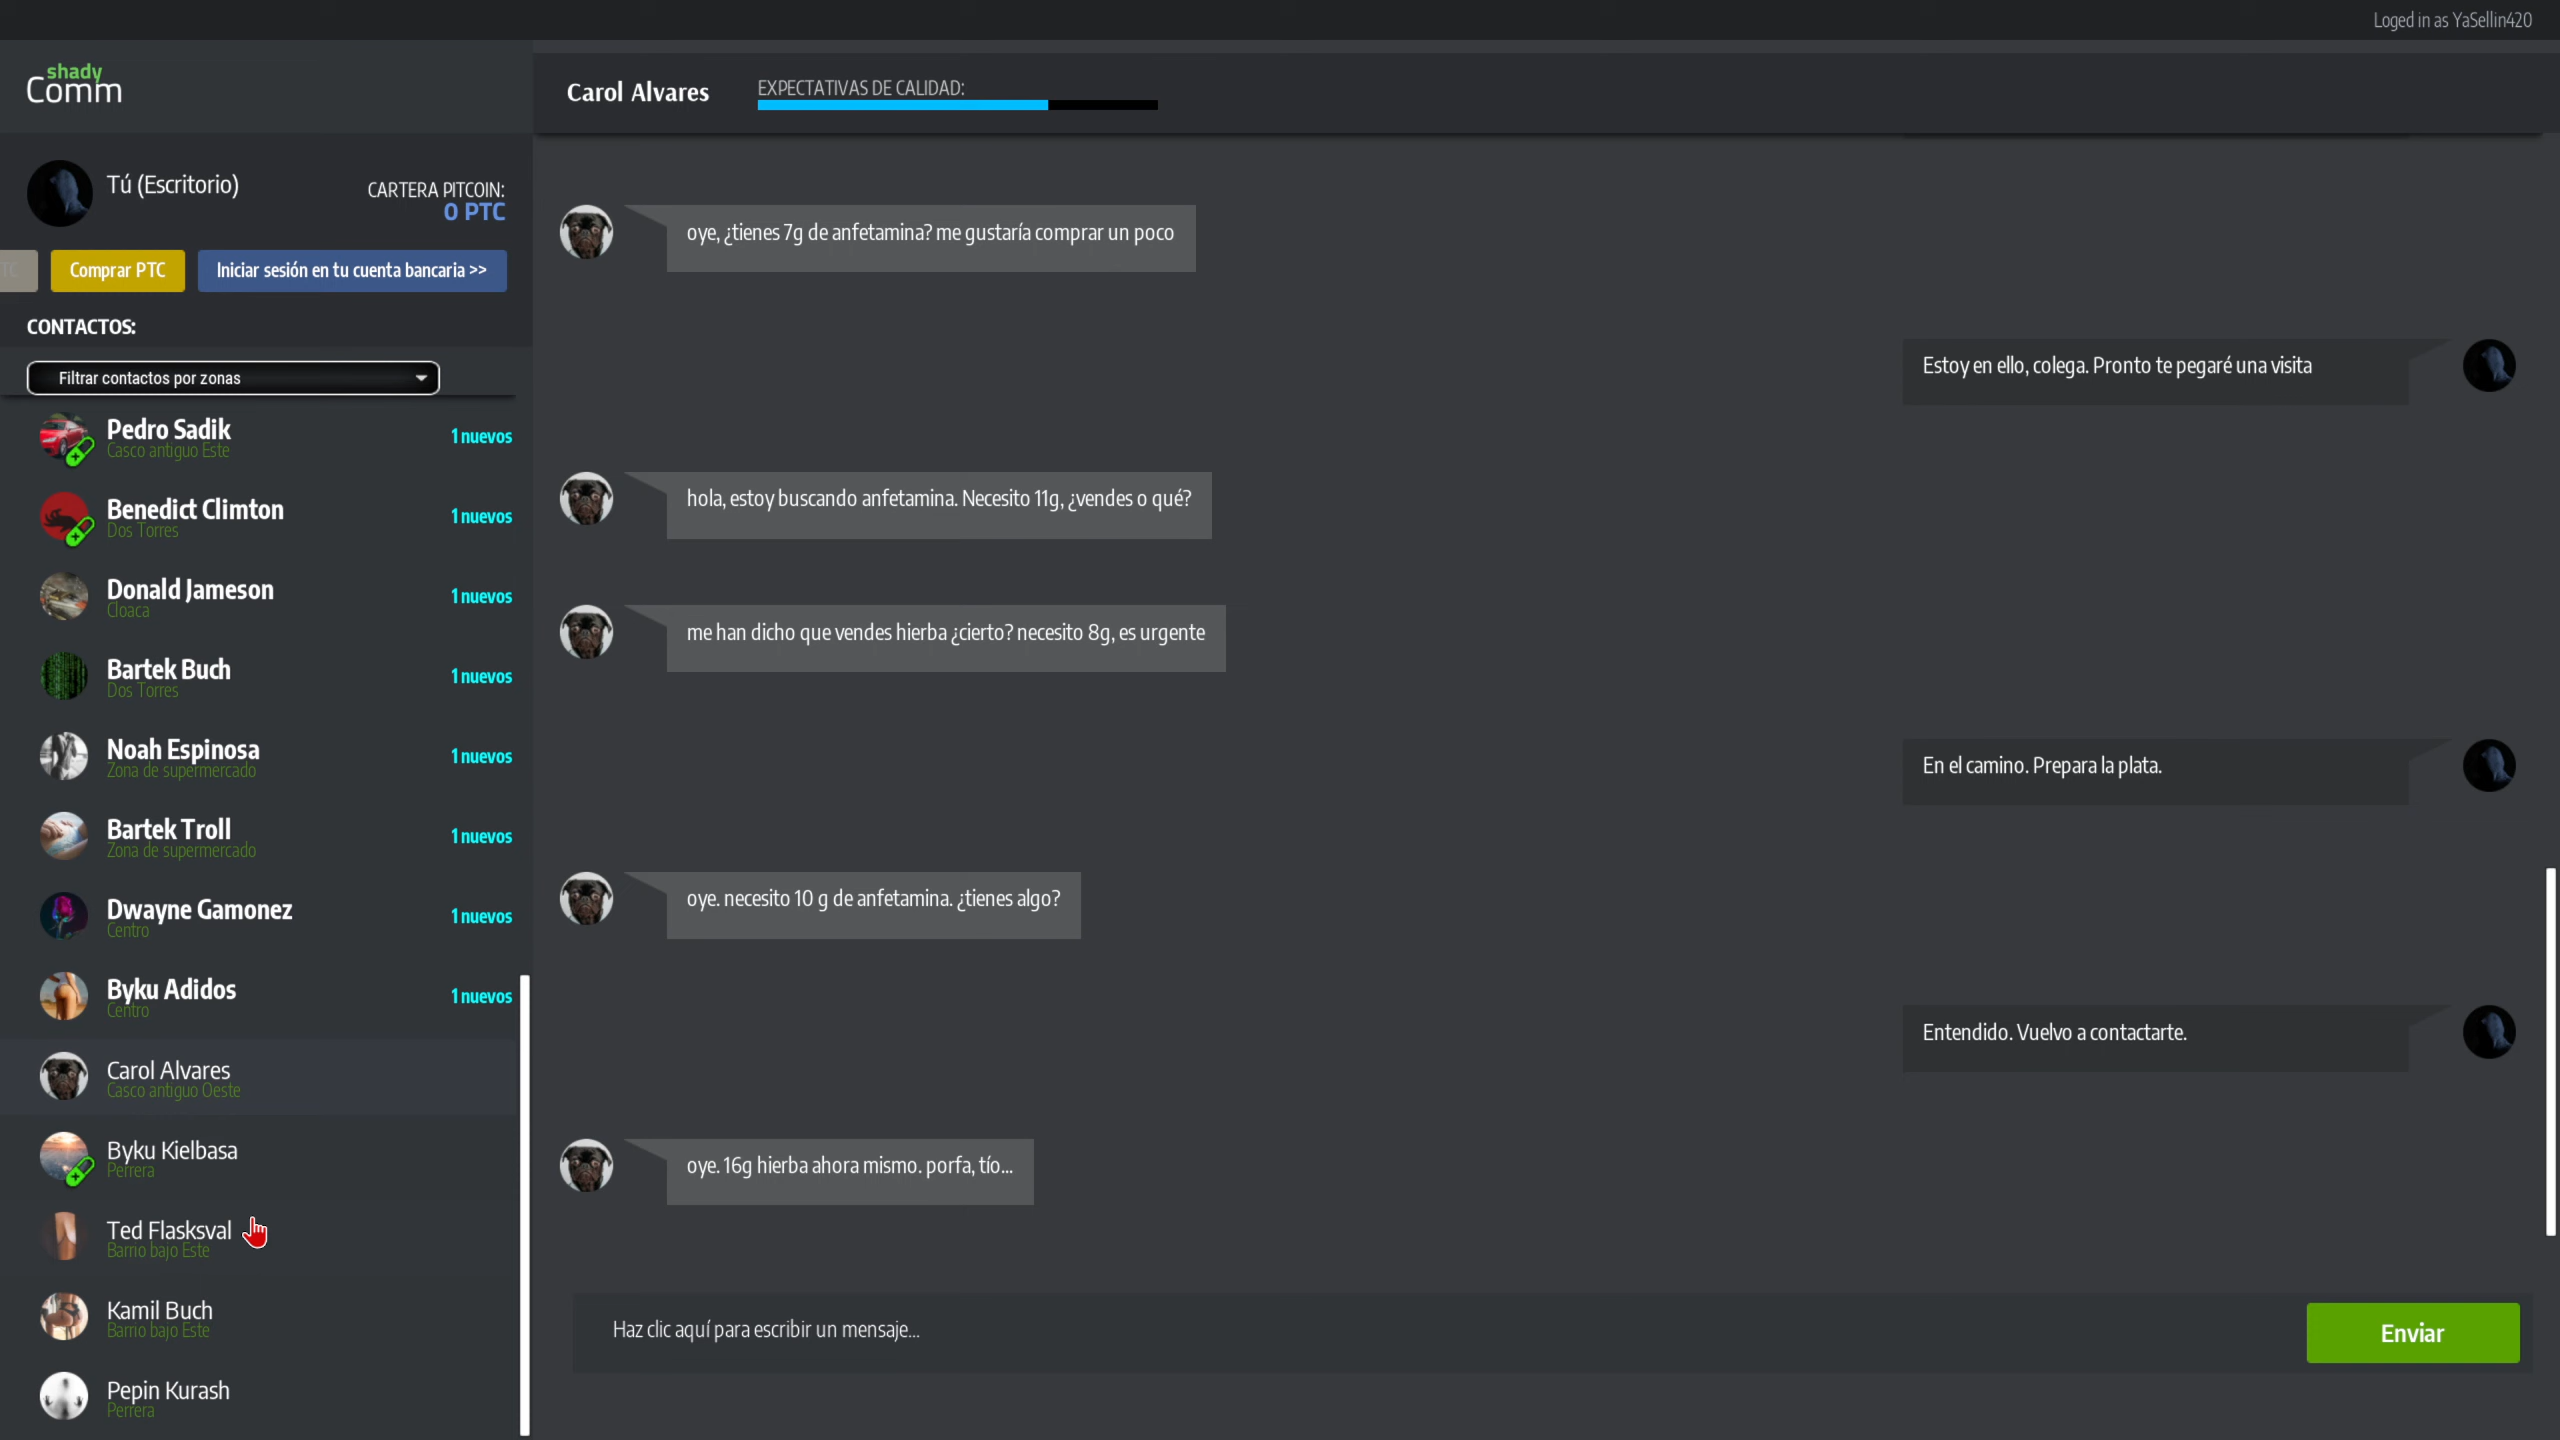 Loged in as YaSellin420
shady
Comm
Carol Alvares
EXPECTATIVAS DE CALIDAD:
Tú (Escritorio)
CARTERA PITCOIN:
0 PTC
TC
Comprar PTC
Iniciar sesión en tu cuenta bancaria >>
CONTACTOS:
Filtrar contactos por zonas
Pedro Sadik
Casco antiguo Este
1 nuevos
Benedict Climton
Dos Torres
1 nuevos
Donald Jameson
Cloaca
1 nuevos
Bartek Buch
Dos Torres
1 nuevos
Noah Espinosa
Zona de supermercado
1 nuevos
Bartek Troll
Zona de supermercado
1 nuevos
Dwayne Gamonez
Centro
1 nuevos
Byku Adidos
Centro
1 nuevos
Carol Alvares
Casco antiguo Oeste
Byku Kielbasa
Perrera
Ted Flasksval
Barrio bajo Este
Kamil Buch
Barrio bajo Este
Pepin Kurash
Perrera
oye, ¿tienes 7g de anfetamina? me gustaría comprar un poco
Estoy en ello, colega. Pronto te pegaré una visita
hola, estoy buscando anfetamina. Necesito 11g, ¿vendes o qué?
me han dicho que vendes hierba ¿cierto? necesito 8g, es urgente
En el camino. Prepara la plata.
oye. necesito 10 g de anfetamina. ¿tienes algo?
Entendido. Vuelvo a contactarte.
oye. 16g hierba ahora mismo. porfa, tío...
Haz clic aquí para escribir un mensaje...
Enviar